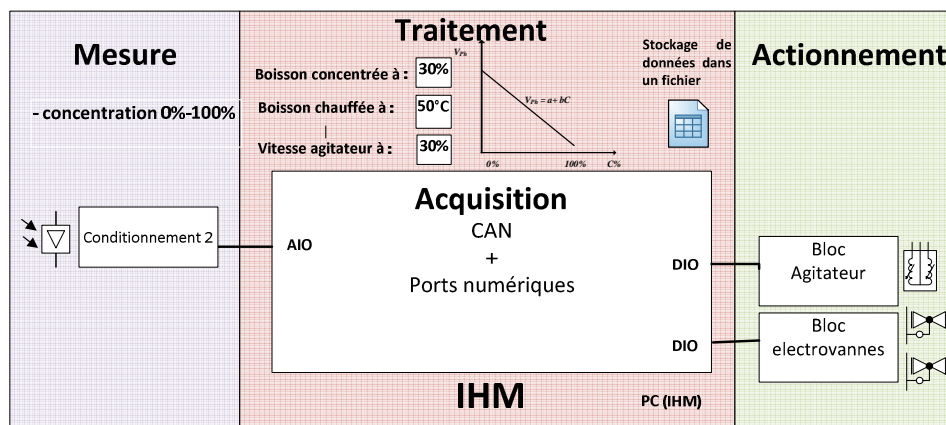 Mesure
- concentration 0%-100%
Conditionnement 2
Traitement
Boisson concentrée à : 30%
Boisson chauffée à : 50°C
Vitesse agitateur à : 30%
V_Ph
V_Ph = a + bC
0% 100% C%
Stockage de
données dans
un fichier
Acquisition
CAN
+
Ports numériques
AIO
DIO
DIO
IHM
PC (IHM)
Actionnement
Bloc
Agitateur
Bloc
electrovannes